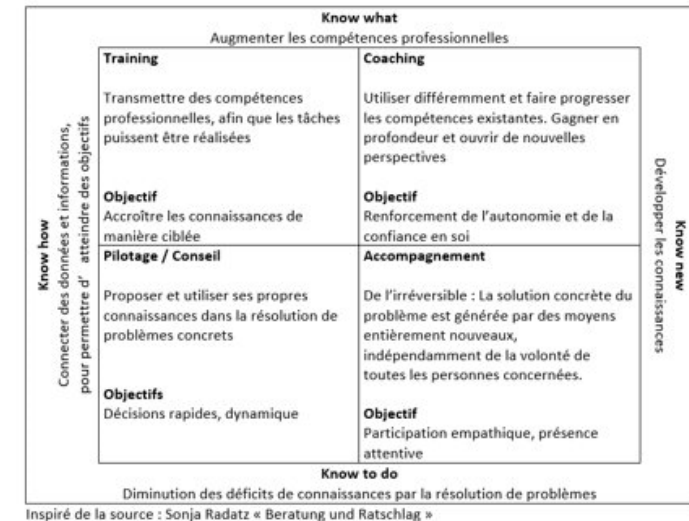 Know what
Augmenter les compétences professionnelles
Know how
Connecter des données et informations,
pour permettre d’ atteindre des objectifs
Training
Transmettre des compétences
professionnelles, afin que les tâches
puissent être réalisées
Objectif
Accroître les connaissances de
manière ciblée
Coaching
Utiliser différemment et faire progresser
les compétences existantes. Gagner en
profondeur et ouvrir de nouvelles
perspectives
Objectif
Renforcement de l’autonomie et de la
confiance en soi
Pilotage / Conseil
Proposer et utiliser ses propres
connaissances dans la résolution de
problèmes concrets
Objectifs
Décisions rapides, dynamique
Accompagnement
De l’irréversible : La solution concrète du
problème est générée par des moyens
entièrement nouveaux,
indépendamment de la volonté de
toutes les personnes concernées.
Objectif
Participation empathique, présence
attentive
Know new
Développer les connaissances
Know to do
Diminution des déficits de connaissances par la résolution de problèmes
Inspiré de la source : Sonja Radatz « Beratung und Ratschlag »